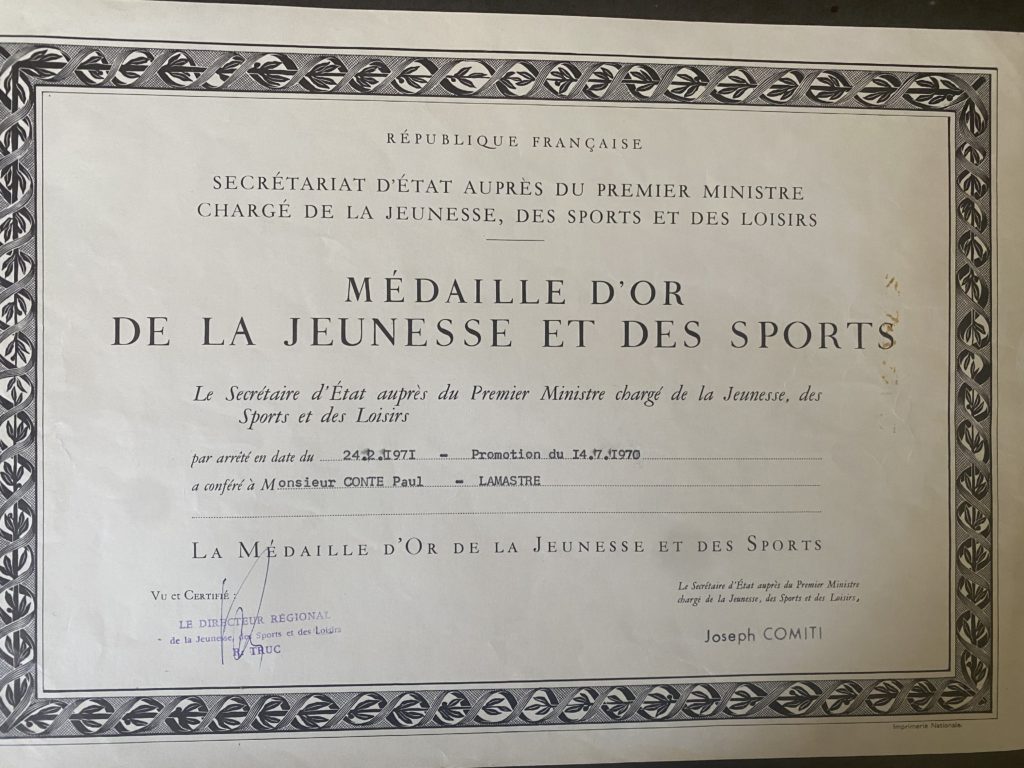 RÉPUBLIQUE FRANÇAISE
SECRÉTARIAT D'ÉTAT AUPRÈS DU PREMIER MINISTRE
CHARGÉ DE LA JEUNESSE, DES SPORTS ET DES LOISIRS
MÉDAILLE D'OR
DE LA JEUNESSE ET DES SPORTS
Le Secrétaire d'État auprès du Premier Ministre chargé de la Jeunesse, des
Sports et des Loisirs
par arrêté en date du 24.2.1971 - Promotion du 14.7.1970
a conféré à Monsieur CONTE Paul - LAMASTRE
LA MÉDAILLE D'OR DE LA JEUNESSE ET DES SPORTS
VU et CERTIFIÉ :
LE DIRECTEUR RÉGIONAL
de la Jeunesse, des Sports et des Loisirs
R. TRUC
Le Secrétaire d'État auprès du Premier Ministre
chargé de la Jeunesse, des Sports et des Loisirs,
Joseph COMITI
Imprimerie Nationale.